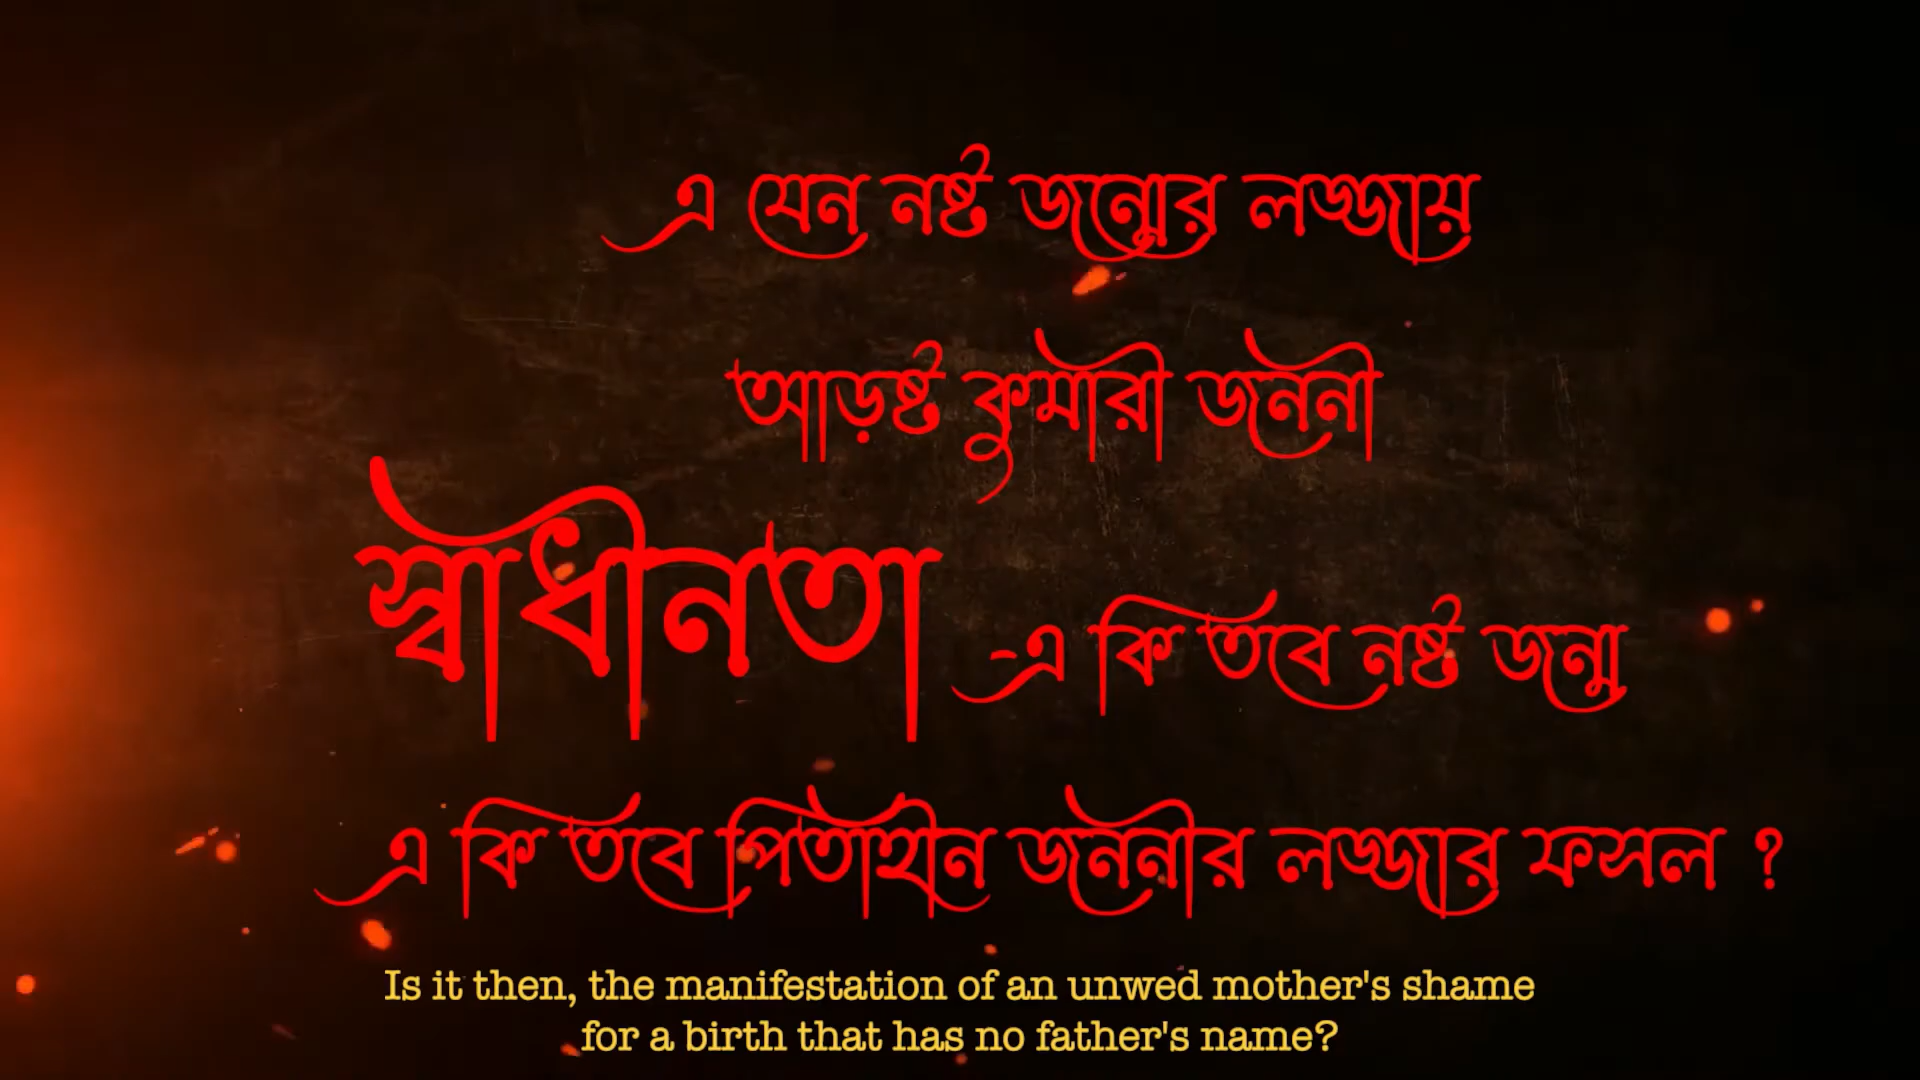 এ যেন নষ্ট জন্মের লজ্জায়
আড়ষ্ট কুমারী জননী
স্বাধীনতা -এ কি তবে নষ্ট জন্ম
এ কি তবে পিতাহীন জননীর লজ্জার ফসল ?
Is it then, the manifestation of an unwed mother's shame
for a birth that has no father's name?